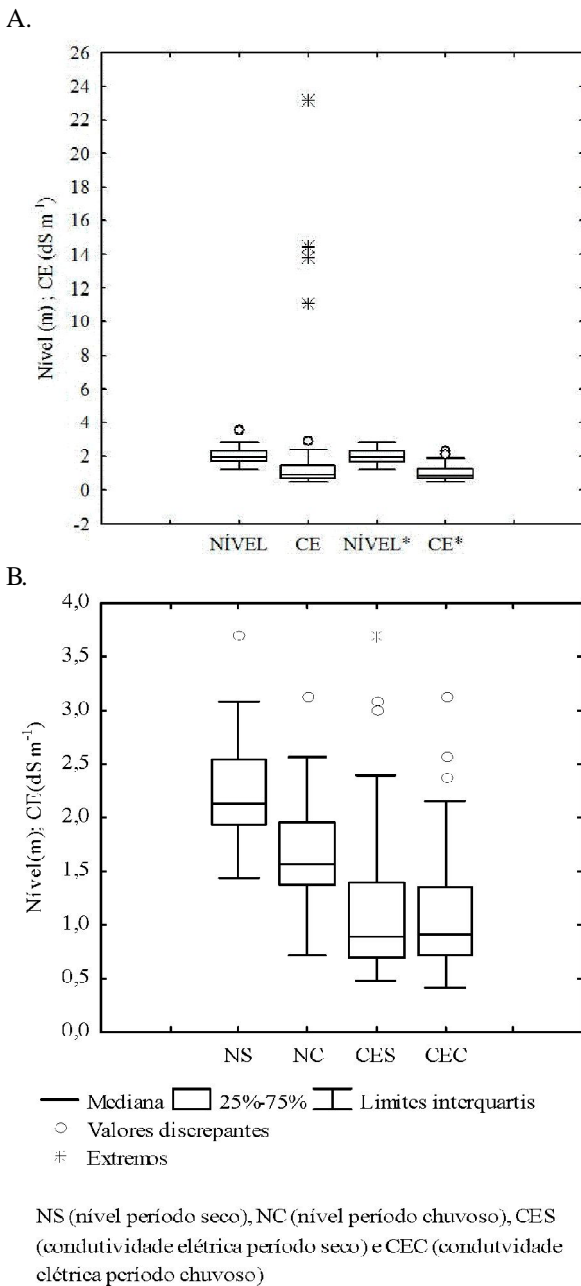 A.
26
24
22
20
18
16
14
12
10
8
6
4
2
0
-2
Nível (m) ; CE (dS m⁻¹)
NÍVEL CE NÍVEL* CE*
B.
4,0
3,5
3,0
2,5
2,0
1,5
1,0
0,5
0,0
Nível(m); CE(dS m⁻¹)
NS NC CES CEC
Mediana 25%-75% Limites interquartis
Valores discrepantes
Extremos
NS (nível período seco), NC (nível período chuvoso), CES
(condutividade elétrica período seco) e CEC (condutvidade
elétrica período chuvoso)